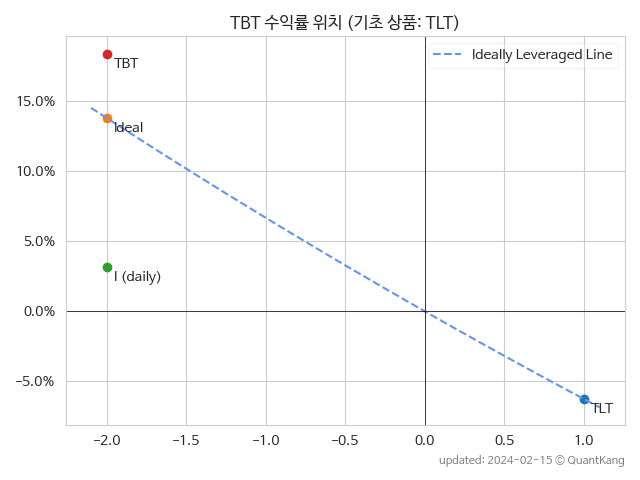 TBT 수익률 위치 (기초 상품: TLT)
Ideally Leveraged Line
TBT
15.0%
Ideal
10.0%
5.0%
I (daily)
0.0%
−5.0%
TLT
−2.0 −1.5 −1.0 −0.5 0.0 0.5 1.0
updated: 2024-02-15 © QuantKang